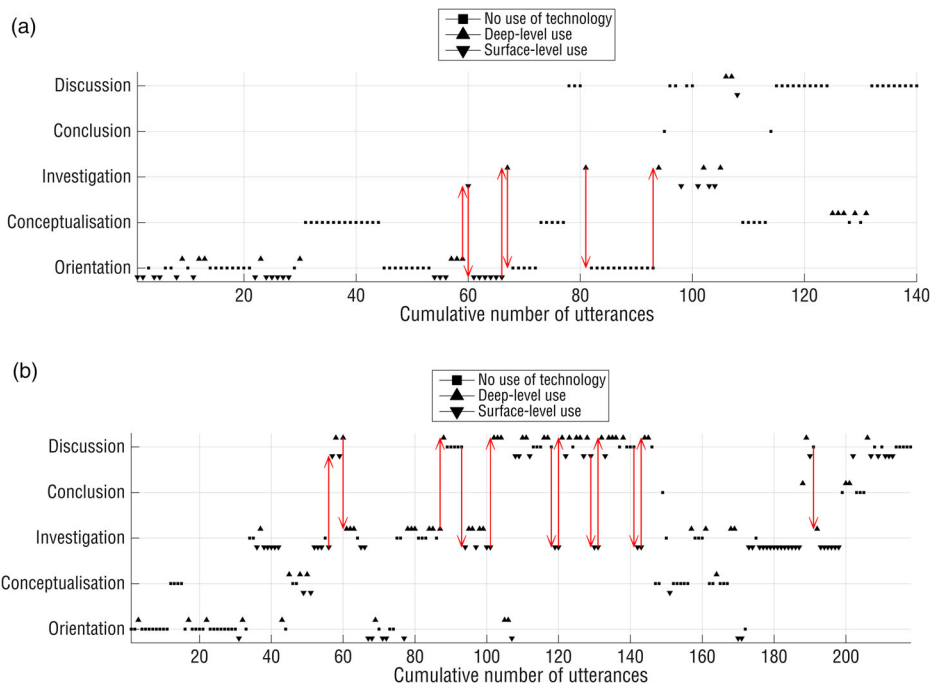 (a)
No use of technology
Deep-level use
Surface-level use
Discussion
Conclusion
Investigation
Conceptualisation
Orientation
20 40 60 80 100 120 140
Cumulative number of utterances
(b)
No use of technology
Deep-level use
Surface-level use
Discussion
Conclusion
Investigation
Conceptualisation
Orientation
20 40 60 80 100 120 140 160 180 200
Cumulative number of utterances